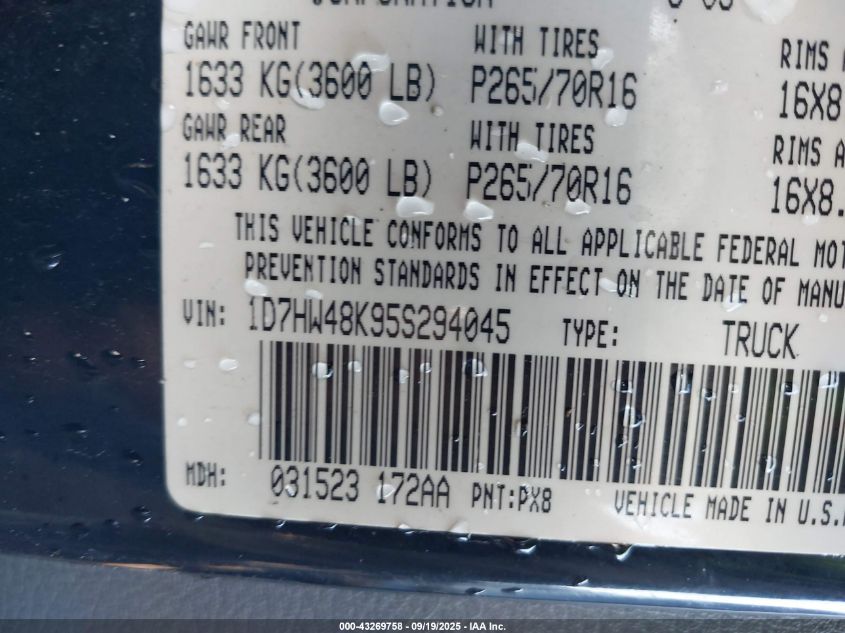 GAWR FRONT WITH TIRES RIMS
1633 KG(3600 LB) P265/70R16 16X8
GAWR REAR WITH TIRES RIMS
1633 KG(3600 LB) P265/70R16 16X8.
THIS VEHICLE CONFORMS TO ALL APPLICABLE FEDERAL MOT
PREVENTION STANDARDS IN EFFECT ON THE DATE OF MANU
VIN: 1D7HW48K95S294045 TYPE: TRUCK
MDH: 031523 172AA PNT:PX8 VEHICLE MADE IN U.S.
000-43269758 - 09/19/2025 - IAA Inc.